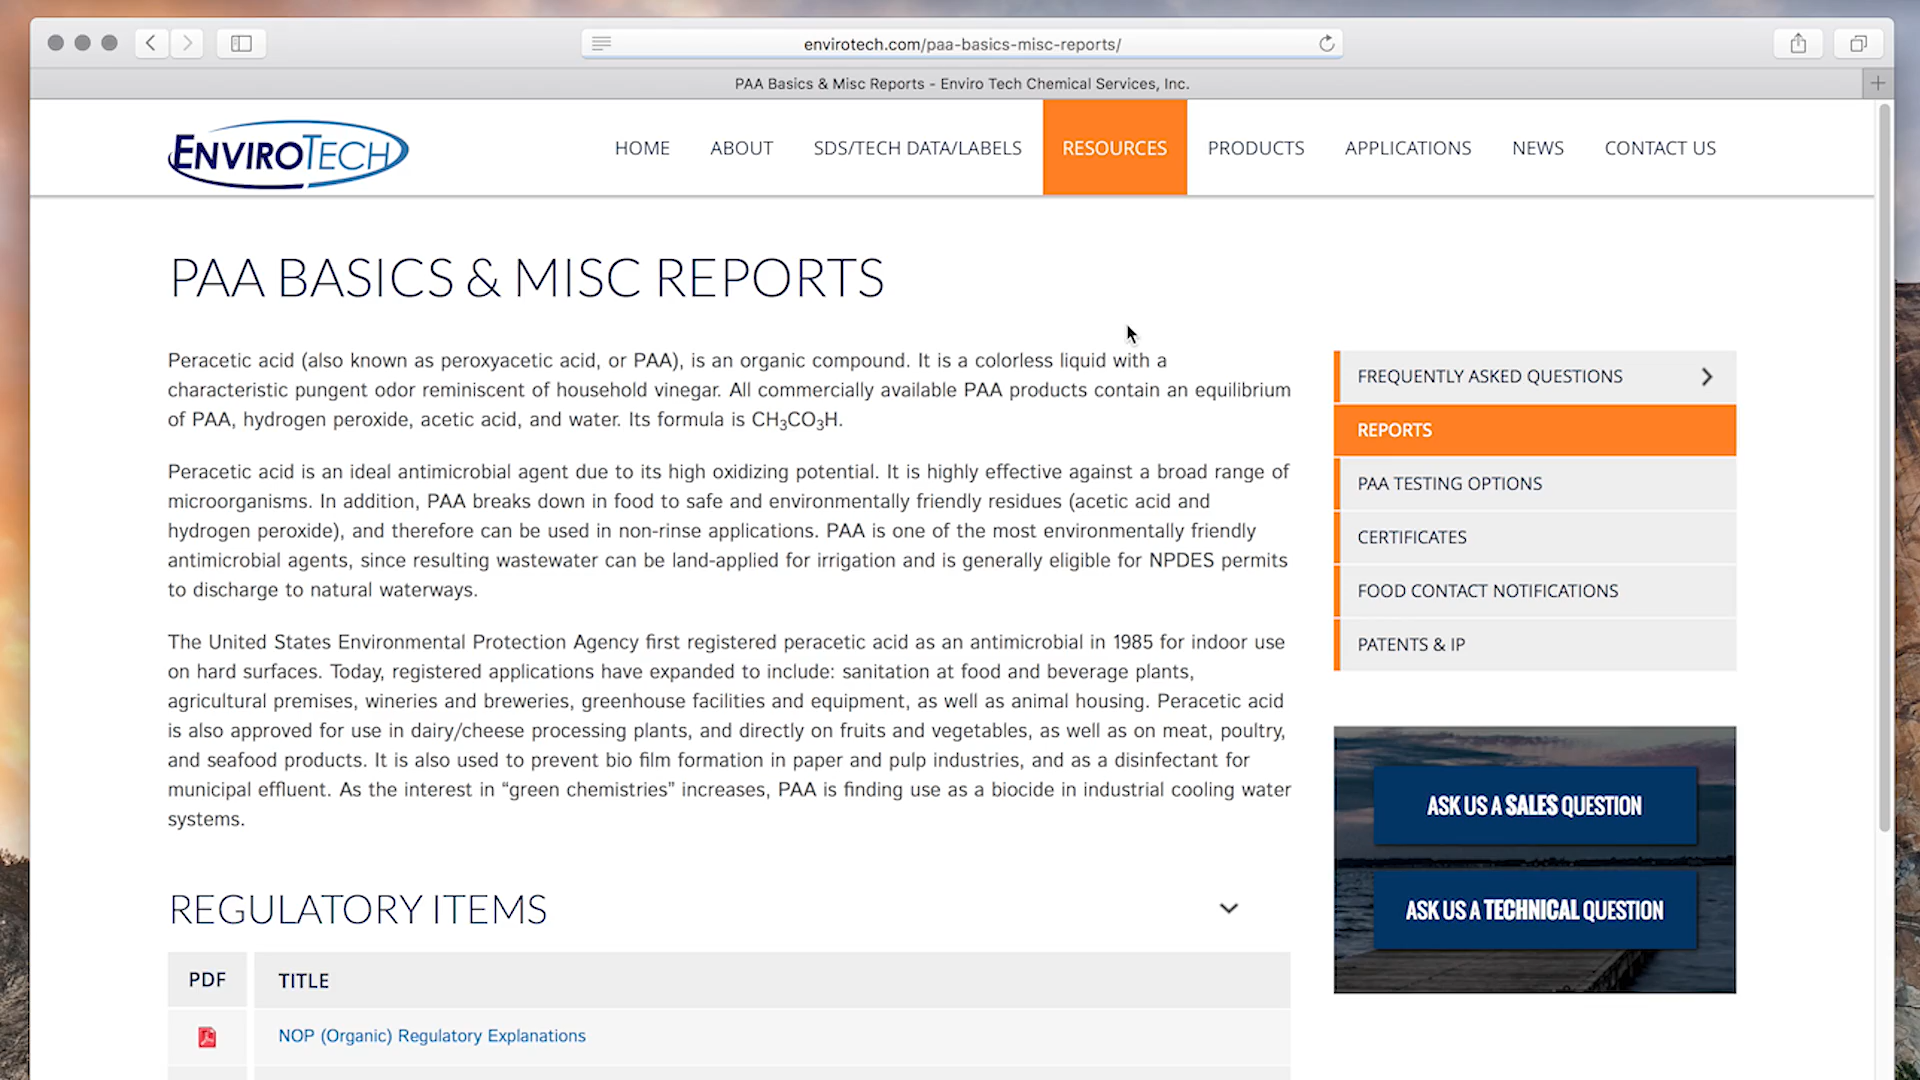 envirotech.com/paa-basics-misc-reports/
PAA Basics & Misc Reports - Enviro Tech Chemical Services, Inc.
ENVIROTECH
HOME
ABOUT
SDS/TECH DATA/LABELS
RESOURCES
PRODUCTS
APPLICATIONS
NEWS
CONTACT US
PAA BASICS & MISC REPORTS
Peracetic acid (also known as peroxyacetic acid, or PAA), is an organic compound. It is a colorless liquid with a
characteristic pungent odor reminiscent of household vinegar. All commercially available PAA products contain an equilibrium
of PAA, hydrogen peroxide, acetic acid, and water. Its formula is CH₃CO₃H.
Peracetic acid is an ideal antimicrobial agent due to its high oxidizing potential. It is highly effective against a broad range of
microorganisms. In addition, PAA breaks down in food to safe and environmentally friendly residues (acetic acid and
hydrogen peroxide), and therefore can be used in non-rinse applications. PAA is one of the most environmentally friendly
antimicrobial agents, since resulting wastewater can be land-applied for irrigation and is generally eligible for NPDES permits
to discharge to natural waterways.
The United States Environmental Protection Agency first registered peracetic acid as an antimicrobial in 1985 for indoor use
on hard surfaces. Today, registered applications have expanded to include: sanitation at food and beverage plants,
agricultural premises, wineries and breweries, greenhouse facilities and equipment, as well as animal housing. Peracetic acid
is also approved for use in dairy/cheese processing plants, and directly on fruits and vegetables, as well as on meat, poultry,
and seafood products. It is also used to prevent bio film formation in paper and pulp industries, and as a disinfectant for
municipal effluent. As the interest in “green chemistries” increases, PAA is finding use as a biocide in industrial cooling water
systems.
REGULATORY ITEMS
PDF
TITLE
NOP (Organic) Regulatory Explanations
FREQUENTLY ASKED QUESTIONS
REPORTS
PAA TESTING OPTIONS
CERTIFICATES
FOOD CONTACT NOTIFICATIONS
PATENTS & IP
ASK US A SALES QUESTION
ASK US A TECHNICAL QUESTION